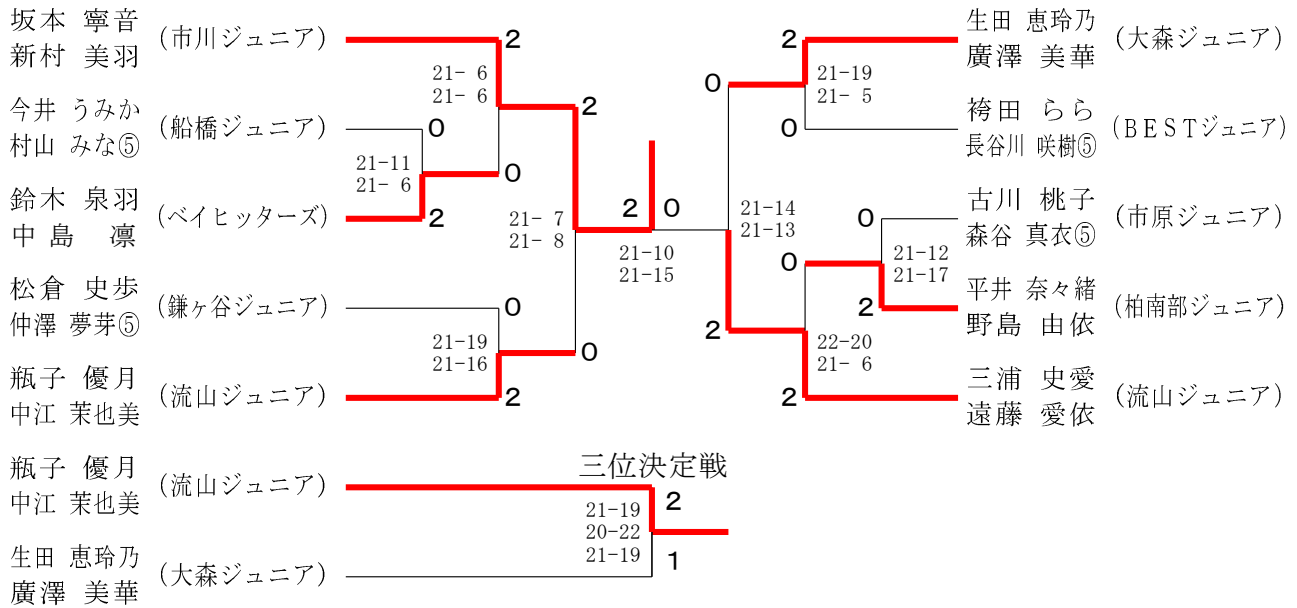 坂本 寧音
新村 美羽
(市川ジュニア)
2
21- 6
21- 6
今井 うみか
村山 みな⑤
(船橋ジュニア)
0
21-11
21- 6
0
鈴木 泉羽
中島 凛
(ベイヒッターズ)
2
2
21- 7
21- 8
松倉 史歩
仲澤 夢芽⑤
(鎌ヶ谷ジュニア)
0
21-19
21-16
0
瓶子 優月
中江 茉也美
(流山ジュニア)
2
2
0
21-10
21-15
生田 恵玲乃
廣澤 美華
(大森ジュニア)
2
21-19
21- 5
0
袴田 らら
長谷川 咲樹⑤
(BESTジュニア)
0
21-14
21-13
古川 桃子
森谷 真衣⑤
(市原ジュニア)
0
21-12
21-17
0
平井 奈々緒
野島 由依
(柏南部ジュニア)
2
2
22-20
21- 6
三浦 史愛
遠藤 愛依
(流山ジュニア)
2
三位決定戦
瓶子 優月
中江 茉也美
(流山ジュニア)
2
21-19
20-22
21-19
生田 恵玲乃
廣澤 美華
(大森ジュニア)
1